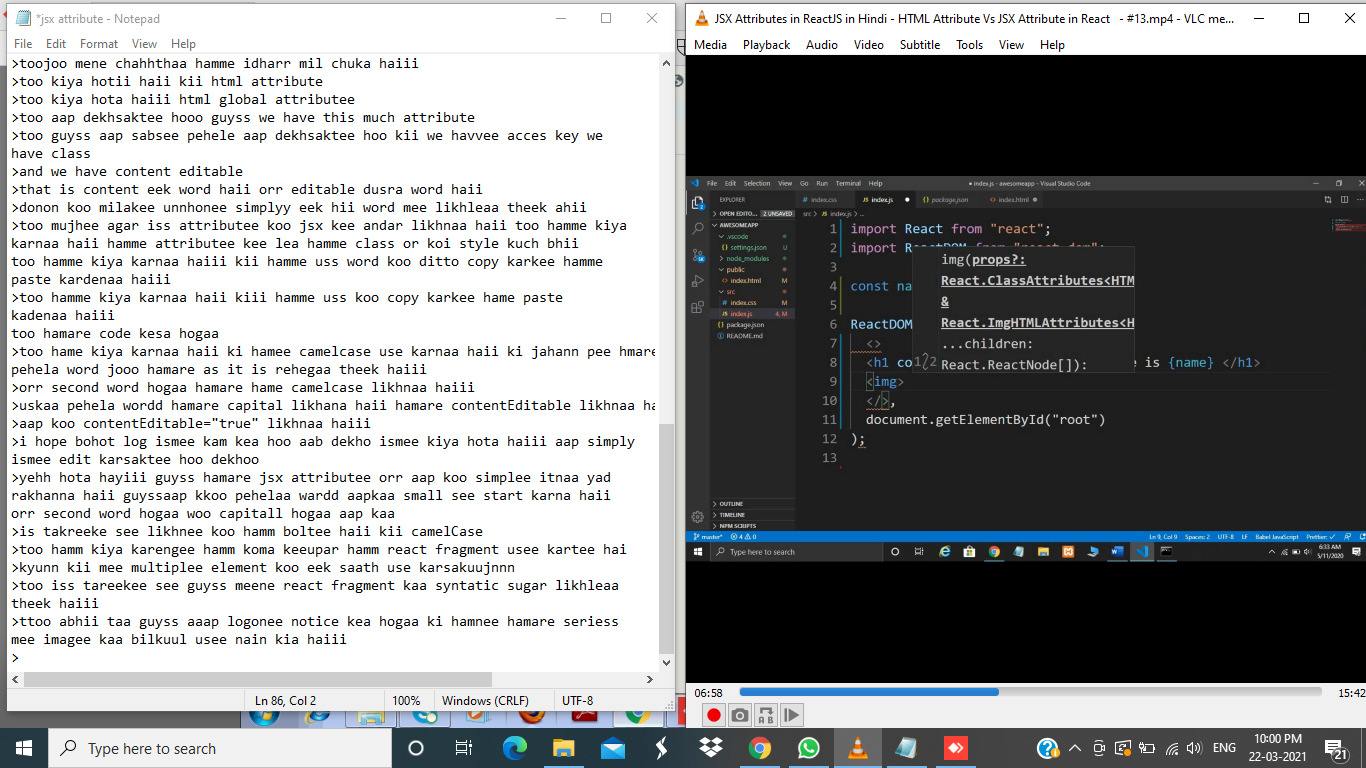 *jsx attribute - Notepad
File Edit Format View Help
>toojoo mene chahhthaa hamme idharr mil chuka haiii
>too kiya hotii haii kii html attribute
>too kiya hota haiii html global attributee
>too aap dekhsaktee hooo guyss we have this much attribute
>too guyss aap sabsee pehele aap dekhsaktee hoo kii we havvee acces key we
have class
>and we have content editable
>that is content eek word haii orr editable dusra word haii
>donon koo milakee unnhonee simplyy eek hii word mee likhleaa theek ahii
>too mujhee agar iss attributee koo jsx kee andar likhnaa haii too hamme kiya
karnaa haii hamme attributee kee lea hamme class or koi style kuch bhii
too hamme kiya karnaa haiii kii hamme uss word koo ditto copy karkee hamme
paste kardenaa haiii
>too hamme kiya karnaa haii kiii hamme uss koo copy karkee hame paste
kadenaa haiii
too hamare code kesa hogaa
>too hame kiya karnaa haii ki hamee camelcase use karnaa haii ki jahann pee hmare
pehela word jooo hamare as it is rehegaa theek haiii
>orr second word hogaa hamare hame camelcase likhnaa haiii
>uskaa pehela wordd hamare capital likhana haii hamare contentEditable likhnaa ha
>aap koo contentEditable="true" likhnaa haiii
>i hope bohot log ismee kam kea hoo aab dekho ismee kiya hota haiii aap simply
ismee edit karsaktee hoo dekhoo
>yehh hota hayiii guyss hamare jsx attributee orr aap koo simplee itnaa yad
rakhanna haii guyssaap kkoo pehelaa wardd aapkaa small see start karna haii
orr second word hogaa woo capitall hogaa aap kaa
>is takreeke see likhnee koo hamm boltee haii kii camelCase
>too hamm kiya karengee hamm koma keeupar hamm react fragment usee kartee hai
>kyunn kii mee multiplee element koo eek saath use karsakuujnnn
>too iss tareekee see guyss meene react fragment kaa syntatic sugar likhleaa
theek haiii
>ttoo abhii taa guyss aaap logonee notice kea hogaa ki hamnee hamare seriess
mee imagee kaa bilkuul usee nain kia haiii
>
Ln 86, Col 2 100% Windows (CRLF) UTF-8
JSX Attributes in ReactJS in Hindi - HTML Attribute Vs JSX Attribute in React - #13.mp4 - VLC me...
Media Playback Audio Video Subtitle Tools View Help
File Edit Selection View Go Run Terminal Help
● index.js - awesomeapp - Visual Studio Code
EXPLORER
# index.css JS index.js ● package.json index.html
OPEN EDITO... 2 UNSAVED
src > JS index.js > ...
AWESOMEAPP
.vscode
settings.json U
node_modules
public
index.html M
src
# index.css M
JS index.js 4, M
package.json
README.md
OUTLINE
TIMELINE
NPM SCRIPTS
1 import React from "react";
2 import ReactDOM from "react-dom";
3
4 const na
5
6 ReactDOM
7 <>
8 <h1 co e is {name} </h1>
9 <img>
10 </>,
11 document.getElementById("root")
12 );
13
img(props?:
React.ClassAttributes<HTM
&
React.ImgHTMLAttributes<H
...children:
React.ReactNode[]):
1/2
master* 4 0 Ln 9, Col 9 Spaces: 2 UTF-8 LF Babel JavaScript Prettier: ✓
Type here to search
6:33 AM
5/11/2020
06:58 15:42
Type here to search
ENG
10:00 PM
22-03-2021
21